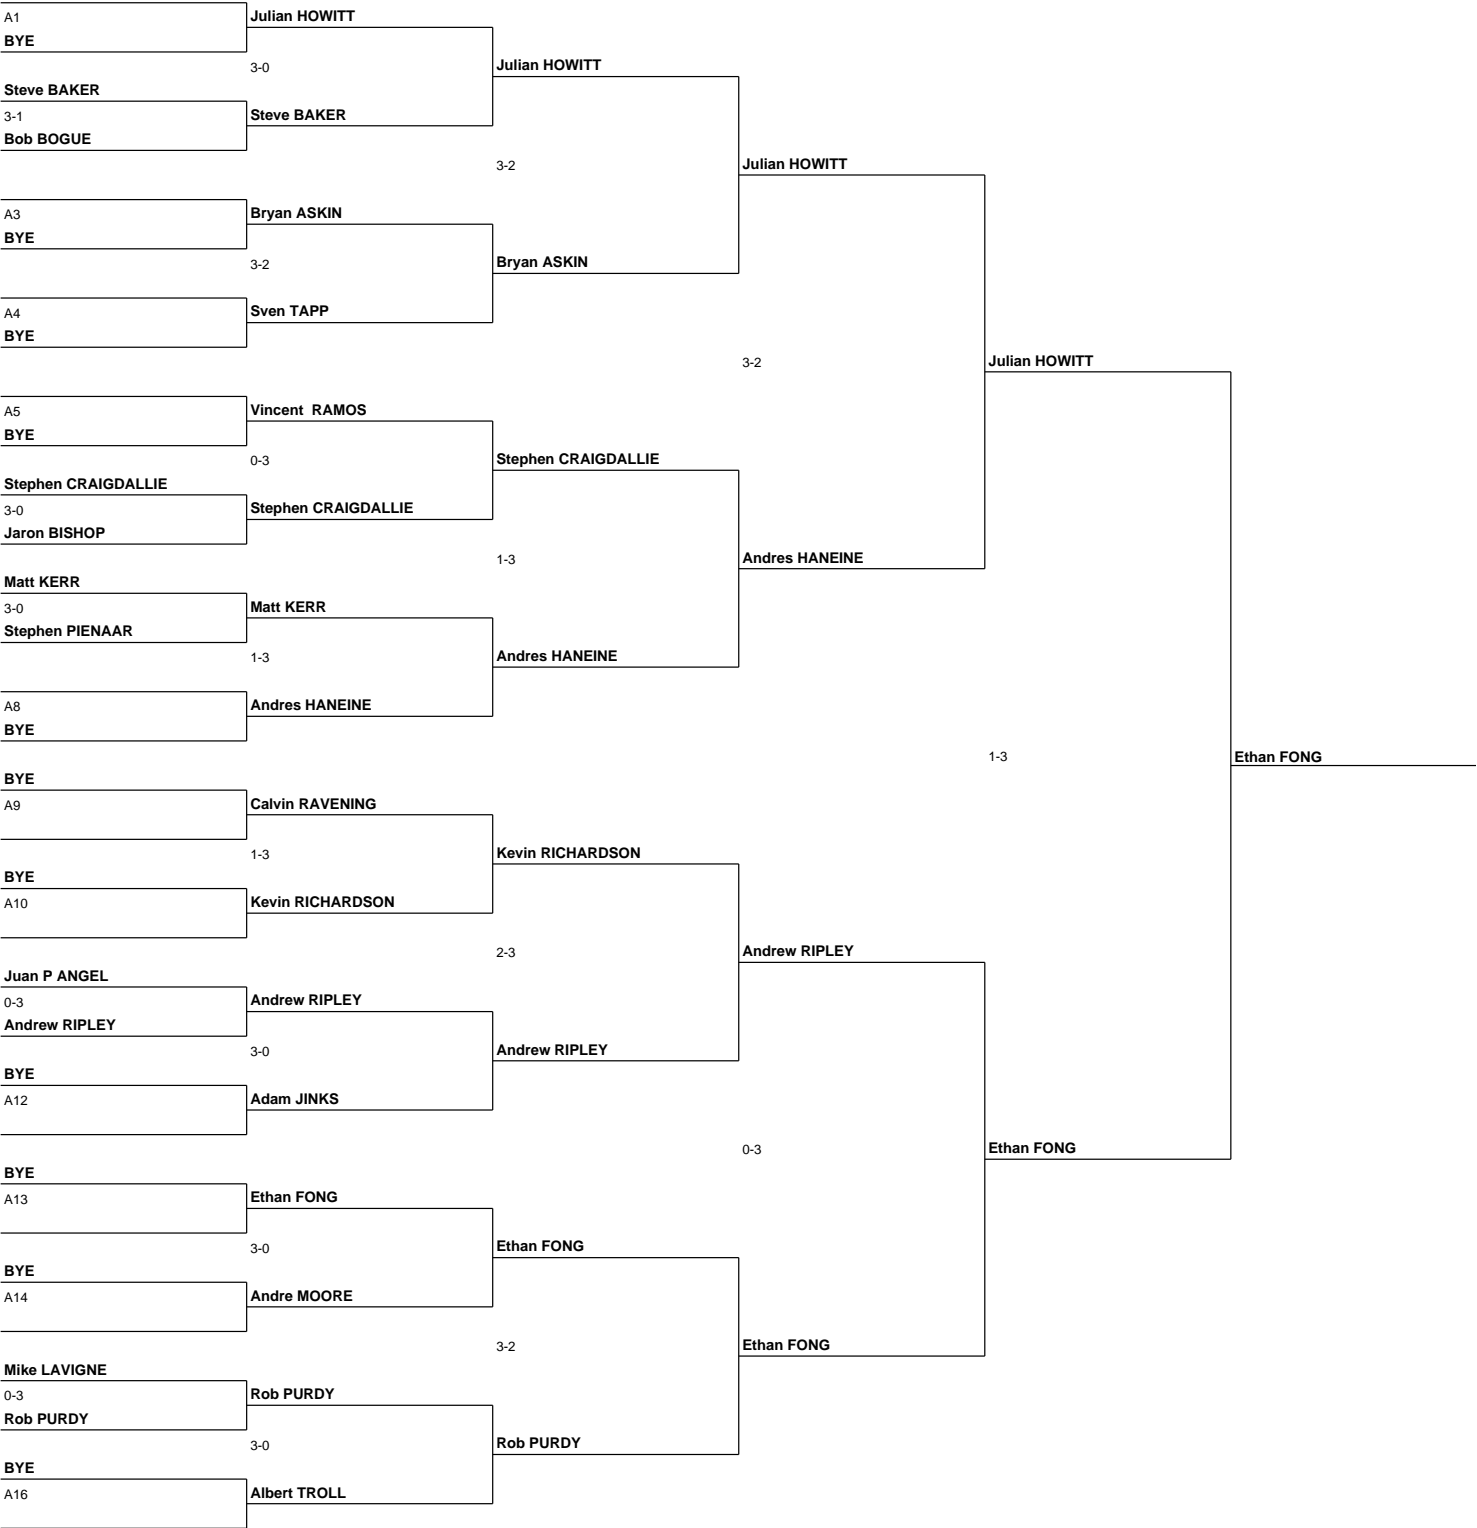 A1
BYE
Julian HOWITT
3-0
Steve BAKER
3-1
Bob BOGUE
Steve BAKER
Julian HOWITT
3-2
A3
BYE
Bryan ASKIN
3-2
A4
BYE
Sven TAPP
Bryan ASKIN
Julian HOWITT
3-2
A5
BYE
Vincent  RAMOS
0-3
Stephen CRAIGDALLIE
3-0
Jaron BISHOP
Stephen CRAIGDALLIE
Stephen CRAIGDALLIE
1-3
Matt KERR
3-0
Stephen PIENAAR
Matt KERR
1-3
A8
BYE
Andres HANEINE
Andres HANEINE
Andres HANEINE
Julian HOWITT
1-3
BYE
A9
Calvin RAVENING
1-3
BYE
A10
Kevin RICHARDSON
Kevin RICHARDSON
2-3
Juan P ANGEL
0-3
Andrew RIPLEY
Andrew RIPLEY
3-0
BYE
A12
Adam JINKS
Andrew RIPLEY
Andrew RIPLEY
0-3
BYE
A13
Ethan FONG
3-0
BYE
A14
Andre MOORE
Ethan FONG
3-2
Mike LAVIGNE
0-3
Rob PURDY
Rob PURDY
3-0
BYE
A16
Albert TROLL
Rob PURDY
Ethan FONG
Ethan FONG
Ethan FONG